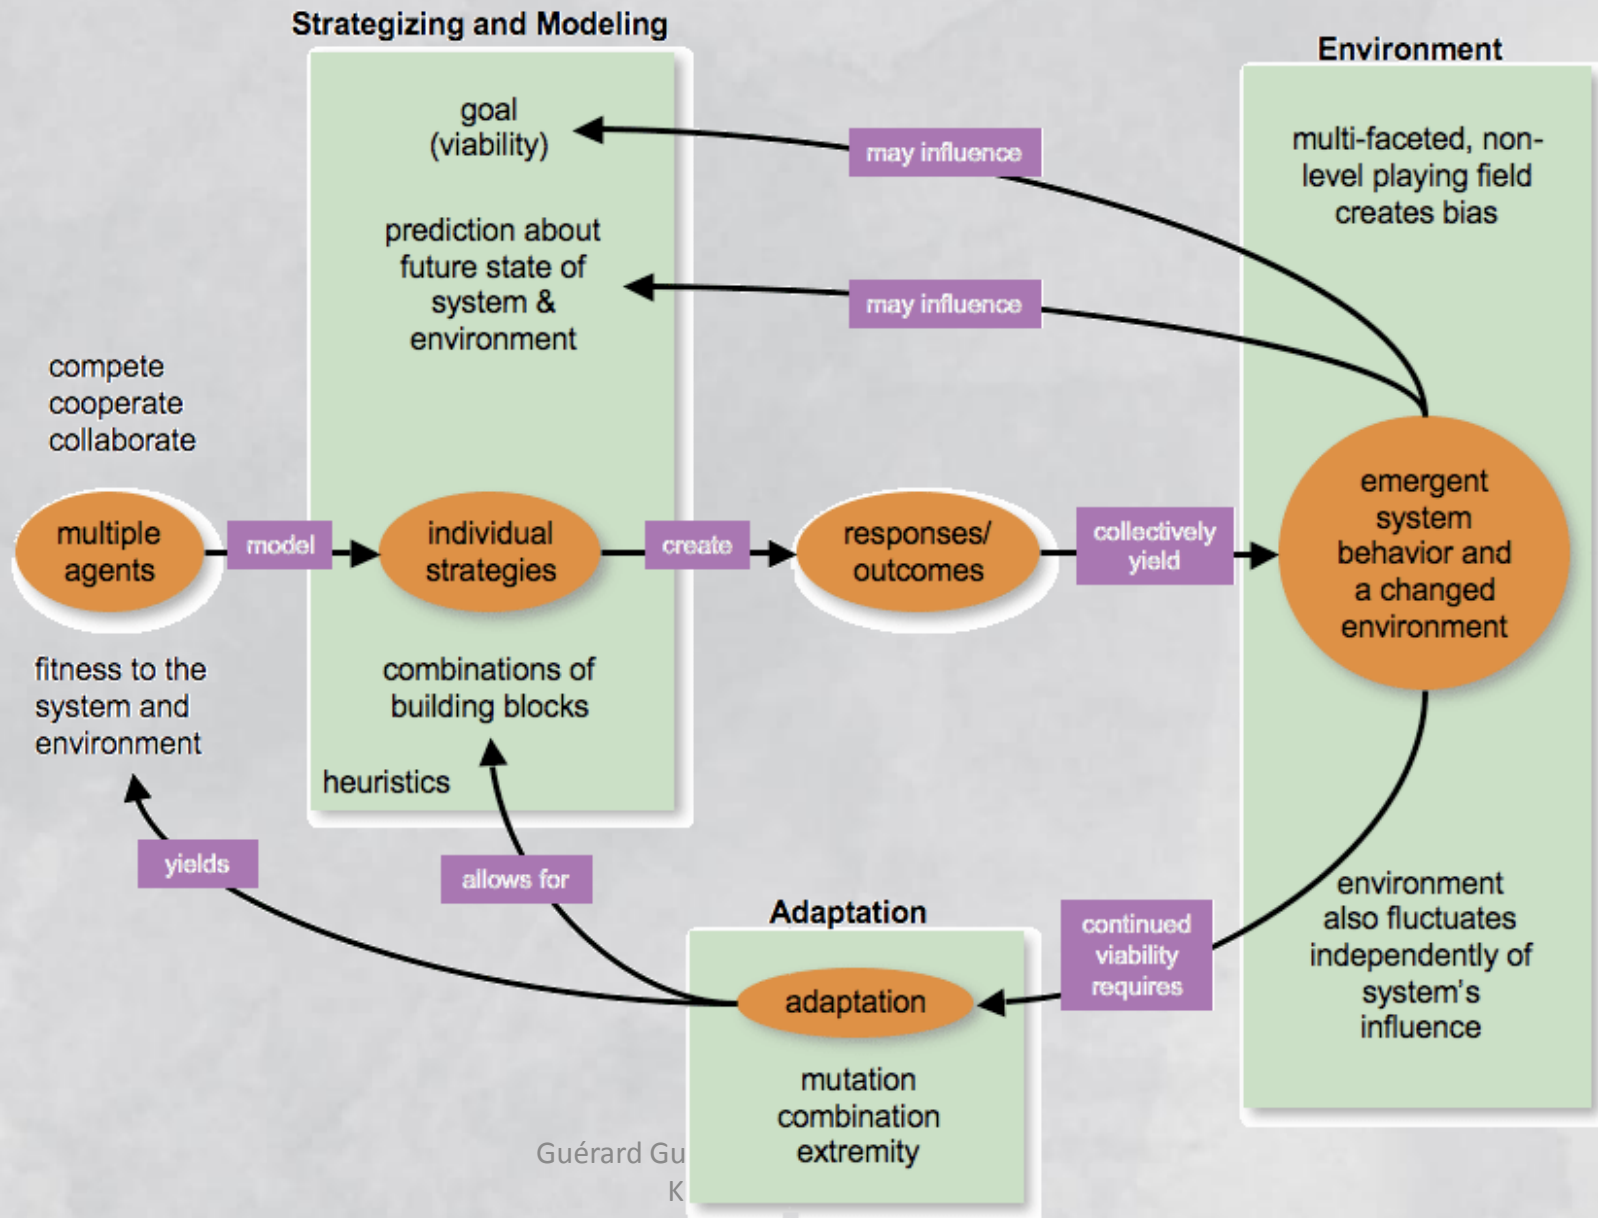 Strategizing and Modeling
goal
(viability)
prediction about
future state of
system &
environment
compete
cooperate
collaborate
multiple
agents
model
individual
strategies
create
responses/
outcomes
collectively
yield
fitness to the
system and
environment
combinations of
building blocks
heuristics
may influence
may influence
Environment
multi-faceted, non-
level playing field
creates bias
emergent
system
behavior and
a changed
environment
environment
also fluctuates
independently of
system's
influence
yields
allows for
continued
viability
requires
Adaptation
adaptation
mutation
combination
extremity
Guérard